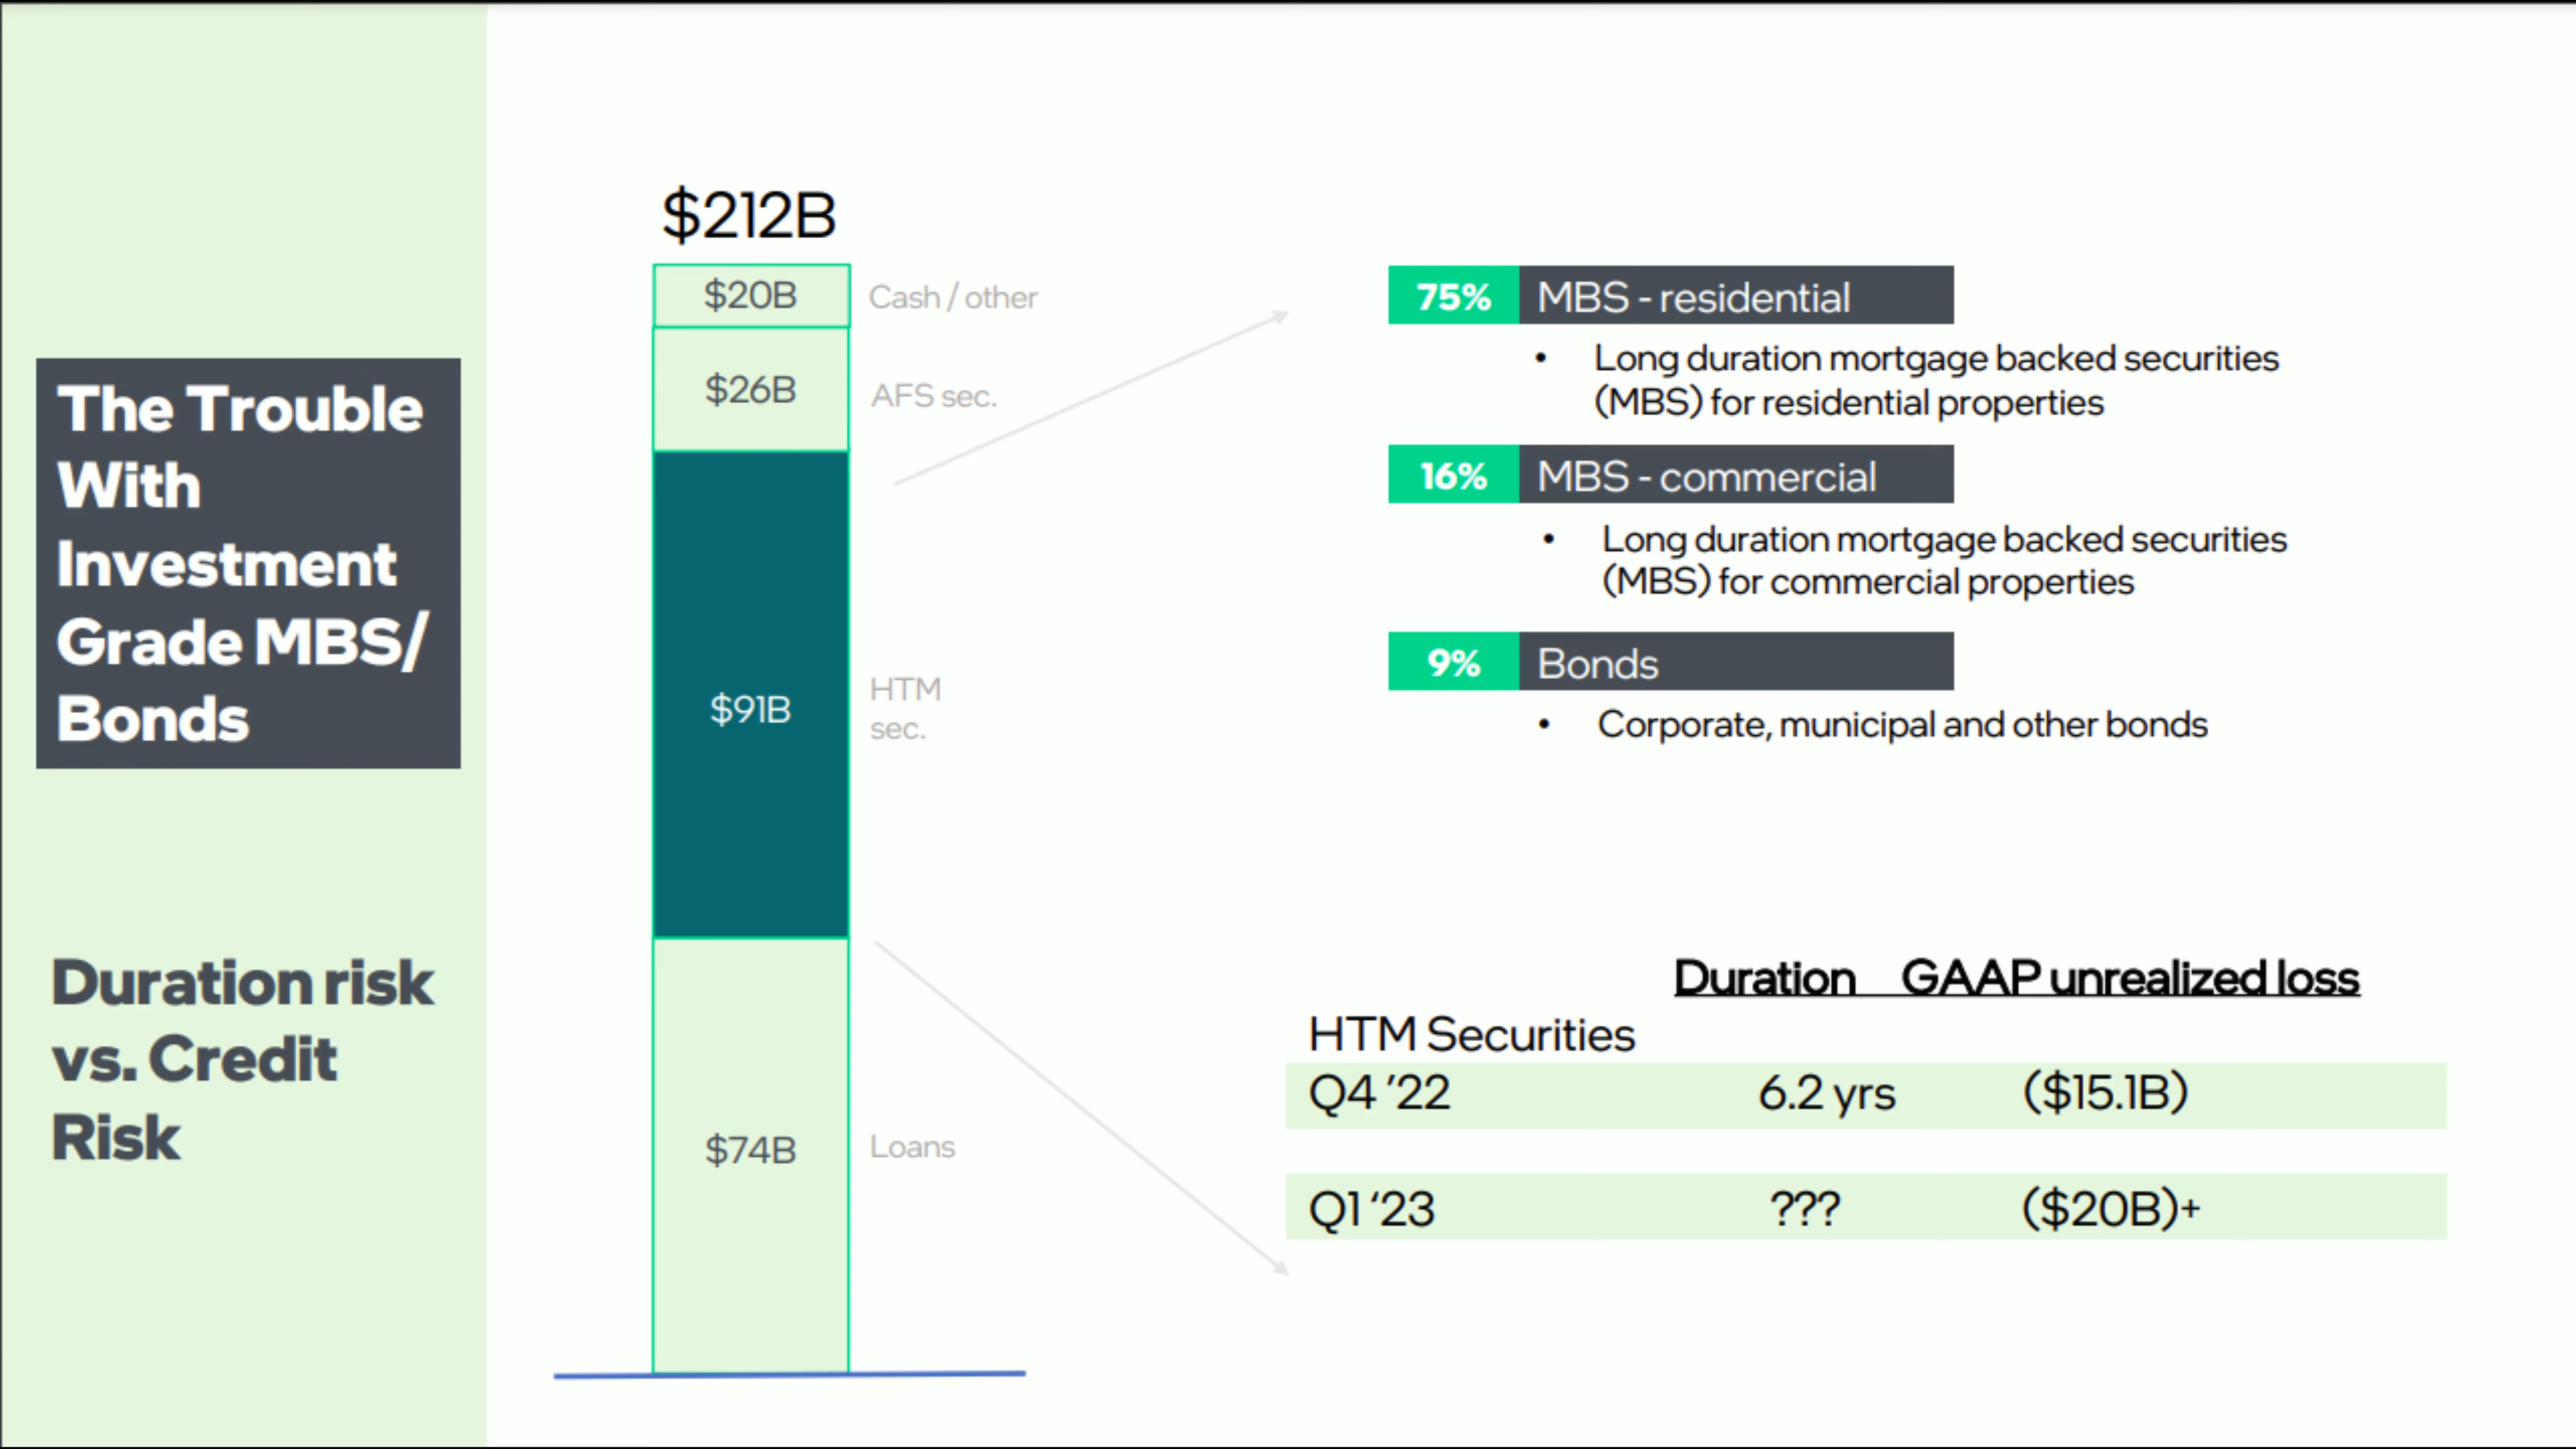 The Trouble
With
Investment
Grade MBS/
Bonds
Duration risk
vs. Credit
Risk
$212B
$20B
Cash / other
$26B
AFS sec.
$91B
HTM
sec.
$74B
Loans
75% MBS - residential
• Long duration mortgage backed securities
(MBS) for residential properties
16% MBS - commercial
• Long duration mortgage backed securities
(MBS) for commercial properties
9% Bonds
• Corporate, municipal and other bonds
Duration GAAP unrealized loss
HTM Securities
Q4 ’22 6.2 yrs ($15.1B)
Q1 ‘23 ??? ($20B)+